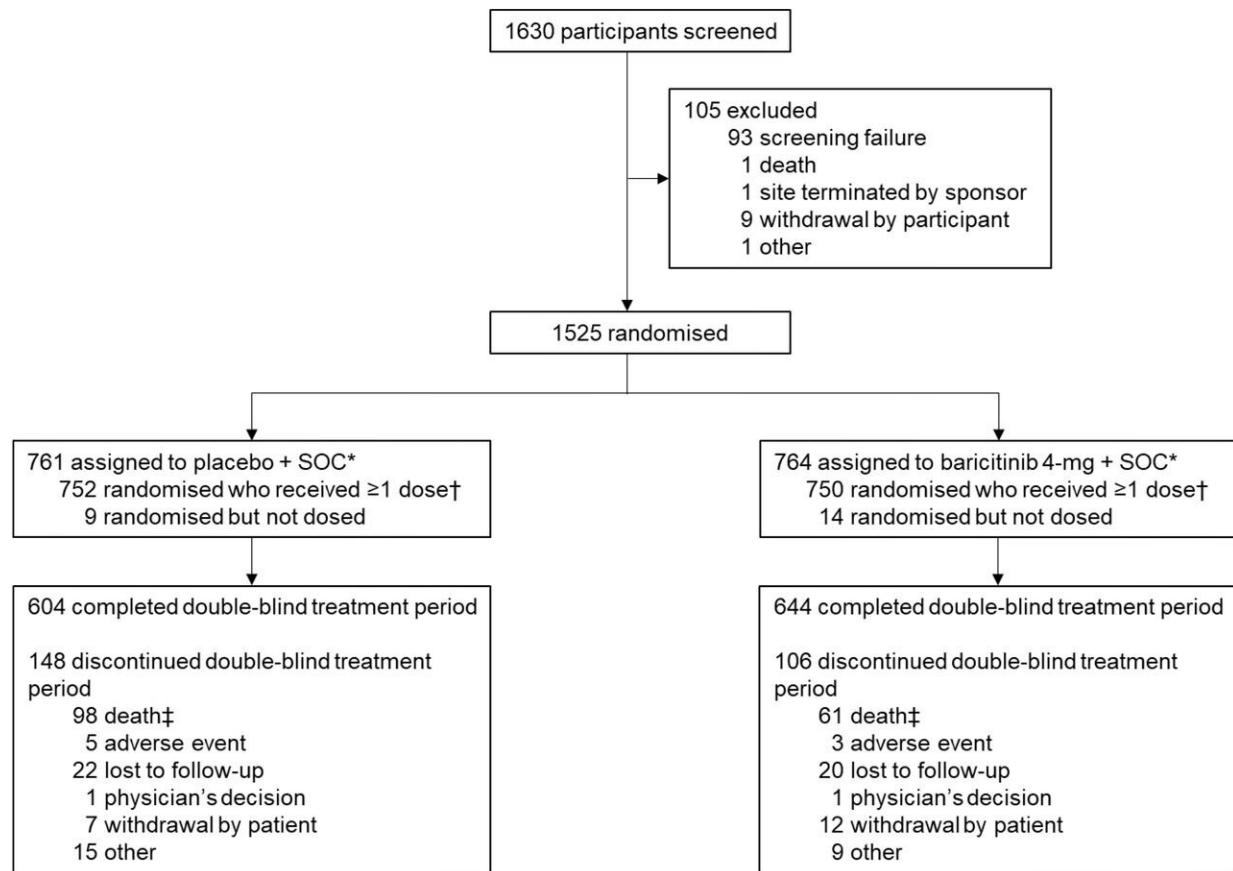 1630 participants screened
105 excluded
93 screening failure
1 death
1 site terminated by sponsor
9 withdrawal by participant
1 other
1525 randomised
761 assigned to placebo + SOC*
752 randomised who received ≥1 dose†
9 randomised but not dosed
764 assigned to baricitinib 4-mg + SOC*
750 randomised who received ≥1 dose†
14 randomised but not dosed
604 completed double-blind treatment period
148 discontinued double-blind treatment
period
98 death‡
5 adverse event
22 lost to follow-up
1 physician’s decision
7 withdrawal by patient
15 other
644 completed double-blind treatment period
106 discontinued double-blind treatment
period
61 death‡
3 adverse event
20 lost to follow-up
1 physician’s decision
12 withdrawal by patient
9 other